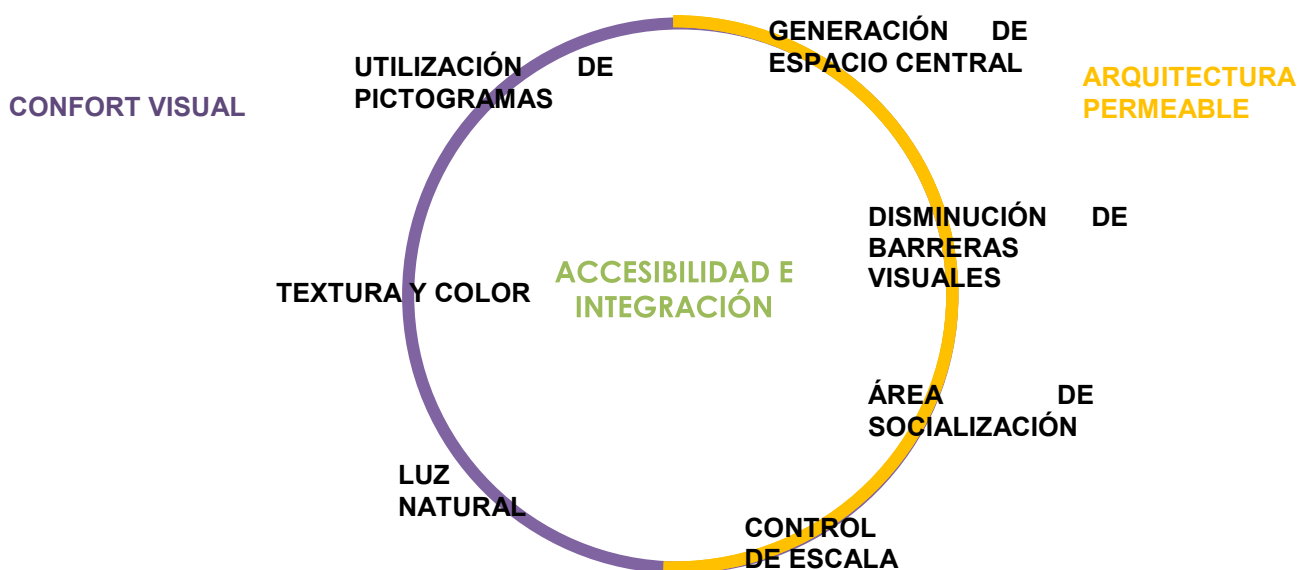 CONFORT VISUAL
UTILIZACIÓN DE
PICTOGRAMAS
TEXTURA Y COLOR
LUZ
NATURAL
ACCESIBILIDAD E
INTEGRACIÓN
GENERACIÓN DE
ESPACIO CENTRAL
ARQUITECTURA
PERMEABLE
DISMINUCIÓN DE
BARRERAS
VISUALES
ÁREA DE
SOCIALIZACIÓN
CONTROL
DE ESCALA